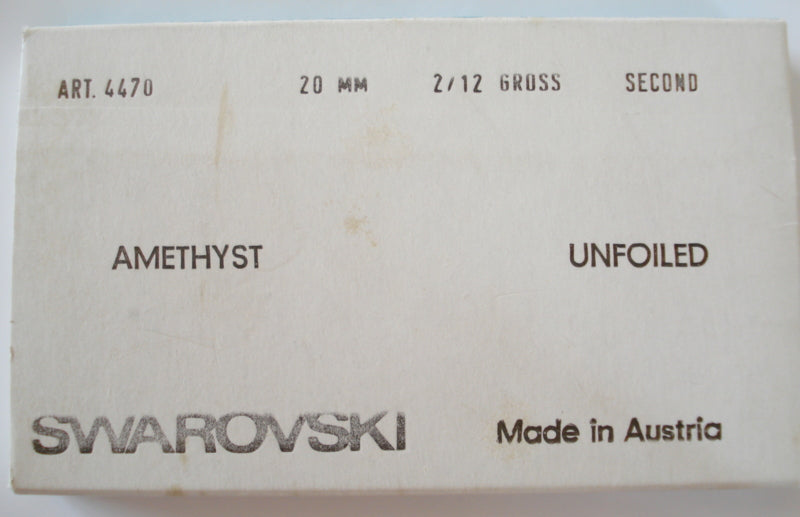 ART. 4470 20 MM 2/12 GROSS SECOND
AMETHYST UNFOILED
SWAROVSKI Made in Austria